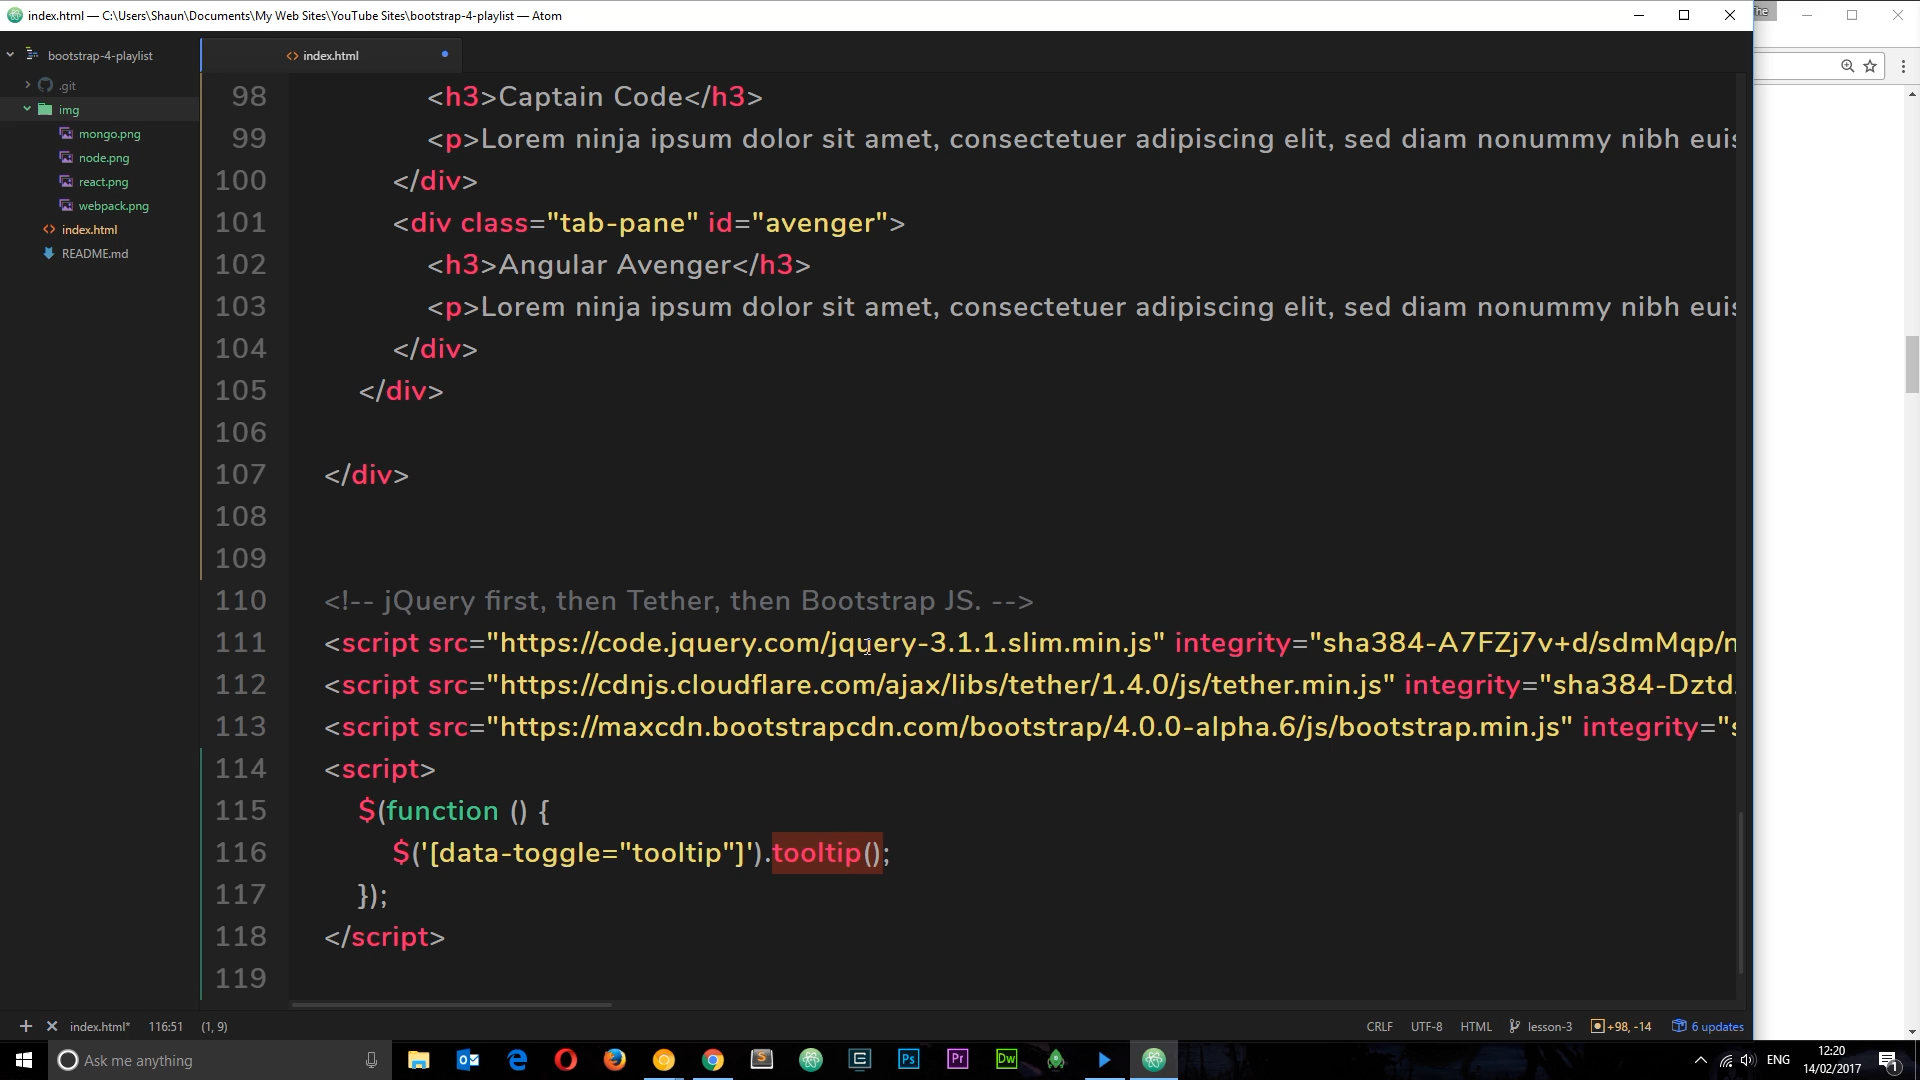 index.html — C:\Users\Shaun\Documents\My Web Sites\YouTube Sites\bootstrap-4-playlist — Atom
bootstrap-4-playlist
.git
img
mongo.png
node.png
react.png
webpack.png
index.html
README.md
index.html
98 <h3>Captain Code</h3>
99 <p>Lorem ninja ipsum dolor sit amet, consectetuer adipiscing elit, sed diam nonummy nibh euis
100 </div>
101 <div class="tab-pane" id="avenger">
102 <h3>Angular Avenger</h3>
103 <p>Lorem ninja ipsum dolor sit amet, consectetuer adipiscing elit, sed diam nonummy nibh euis
104 </div>
105 </div>
106
107 </div>
108
109
110 <!-- jQuery first, then Tether, then Bootstrap JS. -->
111 <script src="https://code.jquery.com/jquery-3.1.1.slim.min.js" integrity="sha384-A7FZj7v+d/sdmMqp/
112 <script src="https://cdnjs.cloudflare.com/ajax/libs/tether/1.4.0/js/tether.min.js" integrity="sha384-Dztd
113 <script src="https://maxcdn.bootstrapcdn.com/bootstrap/4.0.0-alpha.6/js/bootstrap.min.js" integrity="s
114 <script>
115 $(function () {
116 $('[data-toggle="tooltip"]').tooltip();
117 });
118 </script>
119
index.html* 116:51 (1, 9)
CRLF UTF-8 HTML lesson-3 +98, -14 6 updates
Ask me anything
ENG
12:20
14/02/2017